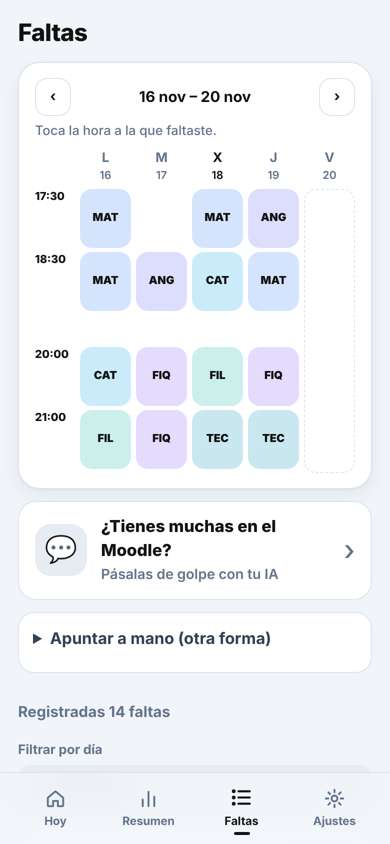 Faltas
‹ 16 nov – 20 nov ›
Toca la hora a la que faltaste.
L M X J V
16 17 18 19 20
17:30 MAT MAT ANG
18:30 MAT ANG CAT MAT
20:00 CAT FIQ FIL FIQ
21:00 FIL FIQ TEC TEC
¿Tienes muchas en el
Moodle?
Pásalas de golpe con tu IA
Apuntar a mano (otra forma)
Registradas 14 faltas
Filtrar por día
Hoy Resumen Faltas Ajustes